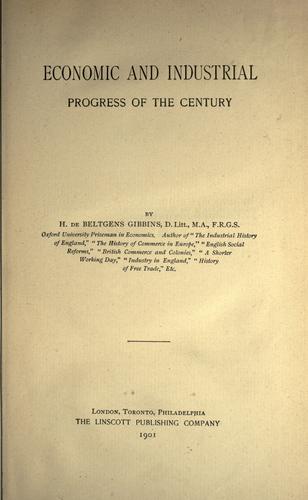 ECONOMIC AND INDUSTRIAL
PROGRESS OF THE CENTURY
BY
H. DE BELTGENS GIBBINS, D. Litt., M.A., F.R.G.S.
Oxford University Prizeman in Economics. Author of "The Industrial History
of England," "The History of Commerce in Europe," "English Social
Reforms," "British Commerce and Colonies," "A Shorter
Working Day," "Industry in England," "History
of Free Trade," Etc.
LONDON, TORONTO, PHILADELPHIA
THE LINSCOTT PUBLISHING COMPANY
1901